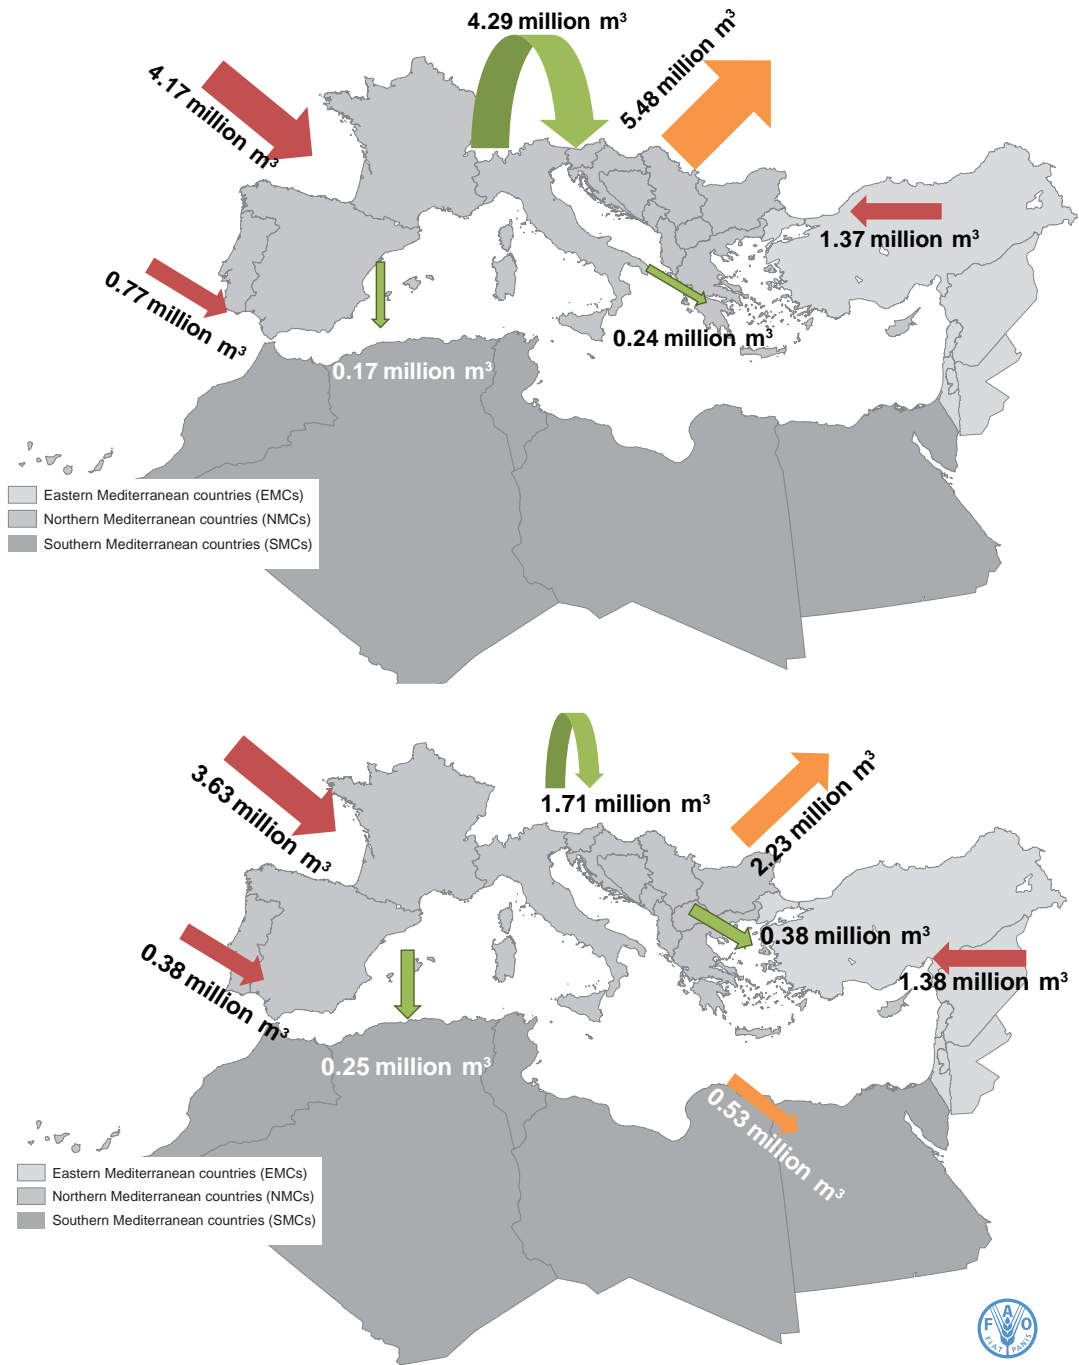 4.29 million m³
5.48 million m³
4.17 million m³
1.37 million m³
0.77 million m³
0.24 million m³
0.17 million m³
Eastern Mediterranean countries (EMCs)
Northern Mediterranean countries (NMCs)
Southern Mediterranean countries (SMCs)
3.63 million m³
1.71 million m³
2.23 million m³
0.38 million m³
0.38 million m³
1.38 million m³
0.25 million m³
0.53 million m³
Eastern Mediterranean countries (EMCs)
Northern Mediterranean countries (NMCs)
Southern Mediterranean countries (SMCs)
F A O
FIAT PANIS